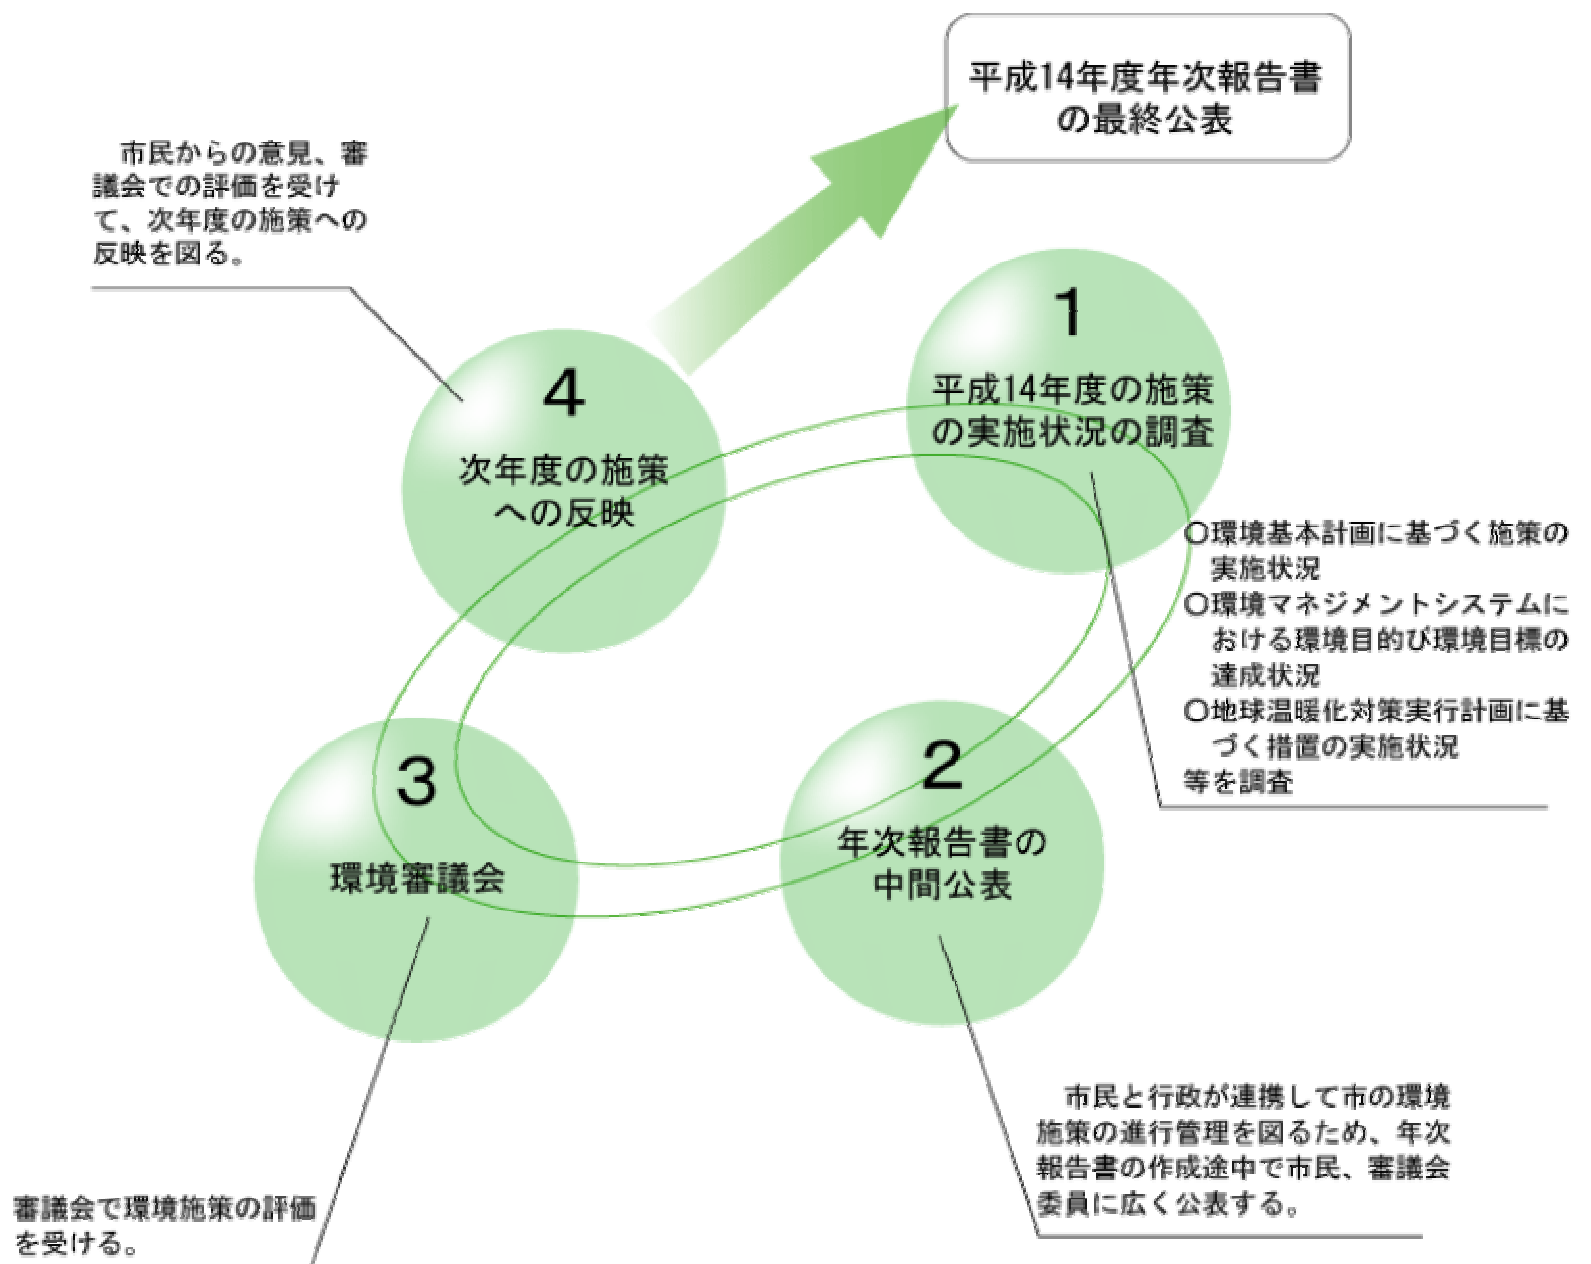 平成14年度年次報告書
の最終公表
市民からの意見、審
議会での評価を受け
て、次年度の施策への
反映を図る。
1
平成14年度の施策
の実施状況の調査
4
次年度の施策
への反映
〇環境基本計画に基づく施策の
実施状況
〇環境マネジメントシステムに
おける環境目的び環境目標の
達成状況
〇地球温暖化対策実行計画に基
づく措置の実施状況
等を調査
2
年次報告書の
中間公表
3
環境審議会
市民と行政が連携して市の環境
施策の進行管理を図るため、年次
報告書の作成途中で市民、審議会
委員に広く公表する。
審議会で環境施策の評価
を受ける。